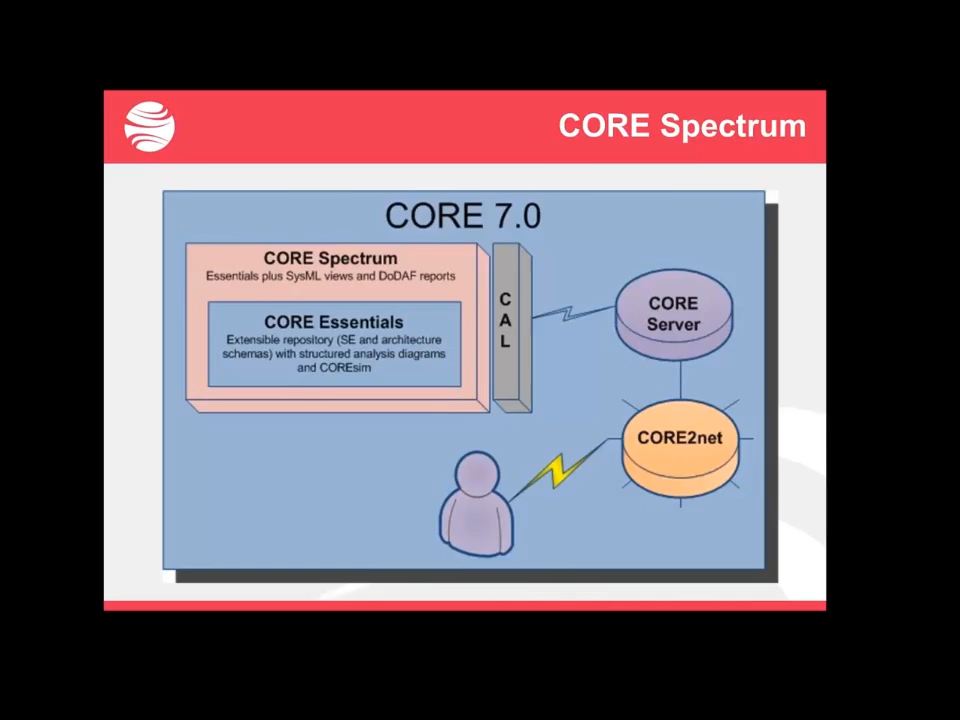 CORE Spectrum
CORE 7.0
CORE Spectrum
Essentials plus SysML views and DoDAF reports
CORE Essentials
Extensible repository (SE and architecture
schemas) with structured analysis diagrams
and COREsim
C
A
L
CORE
Server
CORE2net